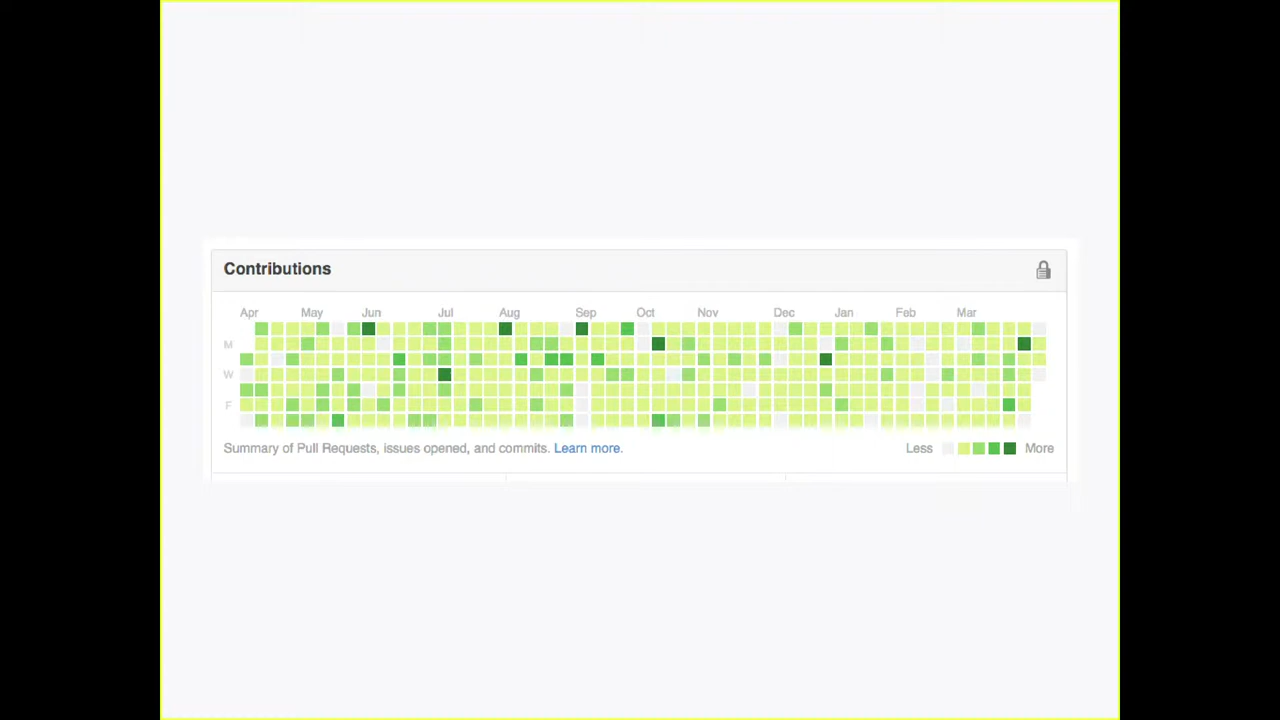 Contributions
Apr May Jun Jul Aug Sep Oct Nov Dec Jan Feb Mar
M
W
F
Summary of Pull Requests, issues opened, and commits. Learn more. Less More